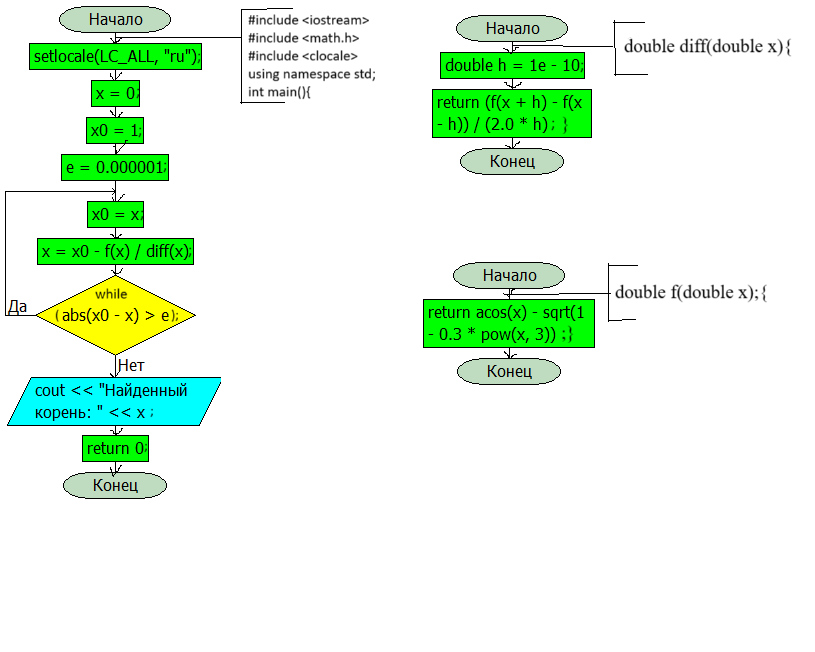 Начало
#include <iostream>
#include <math.h>
#include <clocale>
using namespace std;
int main(){
setlocale(LC_ALL, "ru");
x = 0;
x0 = 1;
e = 0.000001;
x0 = x;
x = x0 - f(x) / diff(x);
while
(abs(x0 - x) > e);
Да
Нет
cout << "Найденный
корень: " << x ;
return 0;
Конец
Начало
double diff(double x){
double h = 1e - 10;
return (f(x + h) - f(x
- h)) / (2.0 * h) ; }
Конец
Начало
double f(double x);{
return acos(x) - sqrt(1
- 0.3 * pow(x, 3)) ;}
Конец